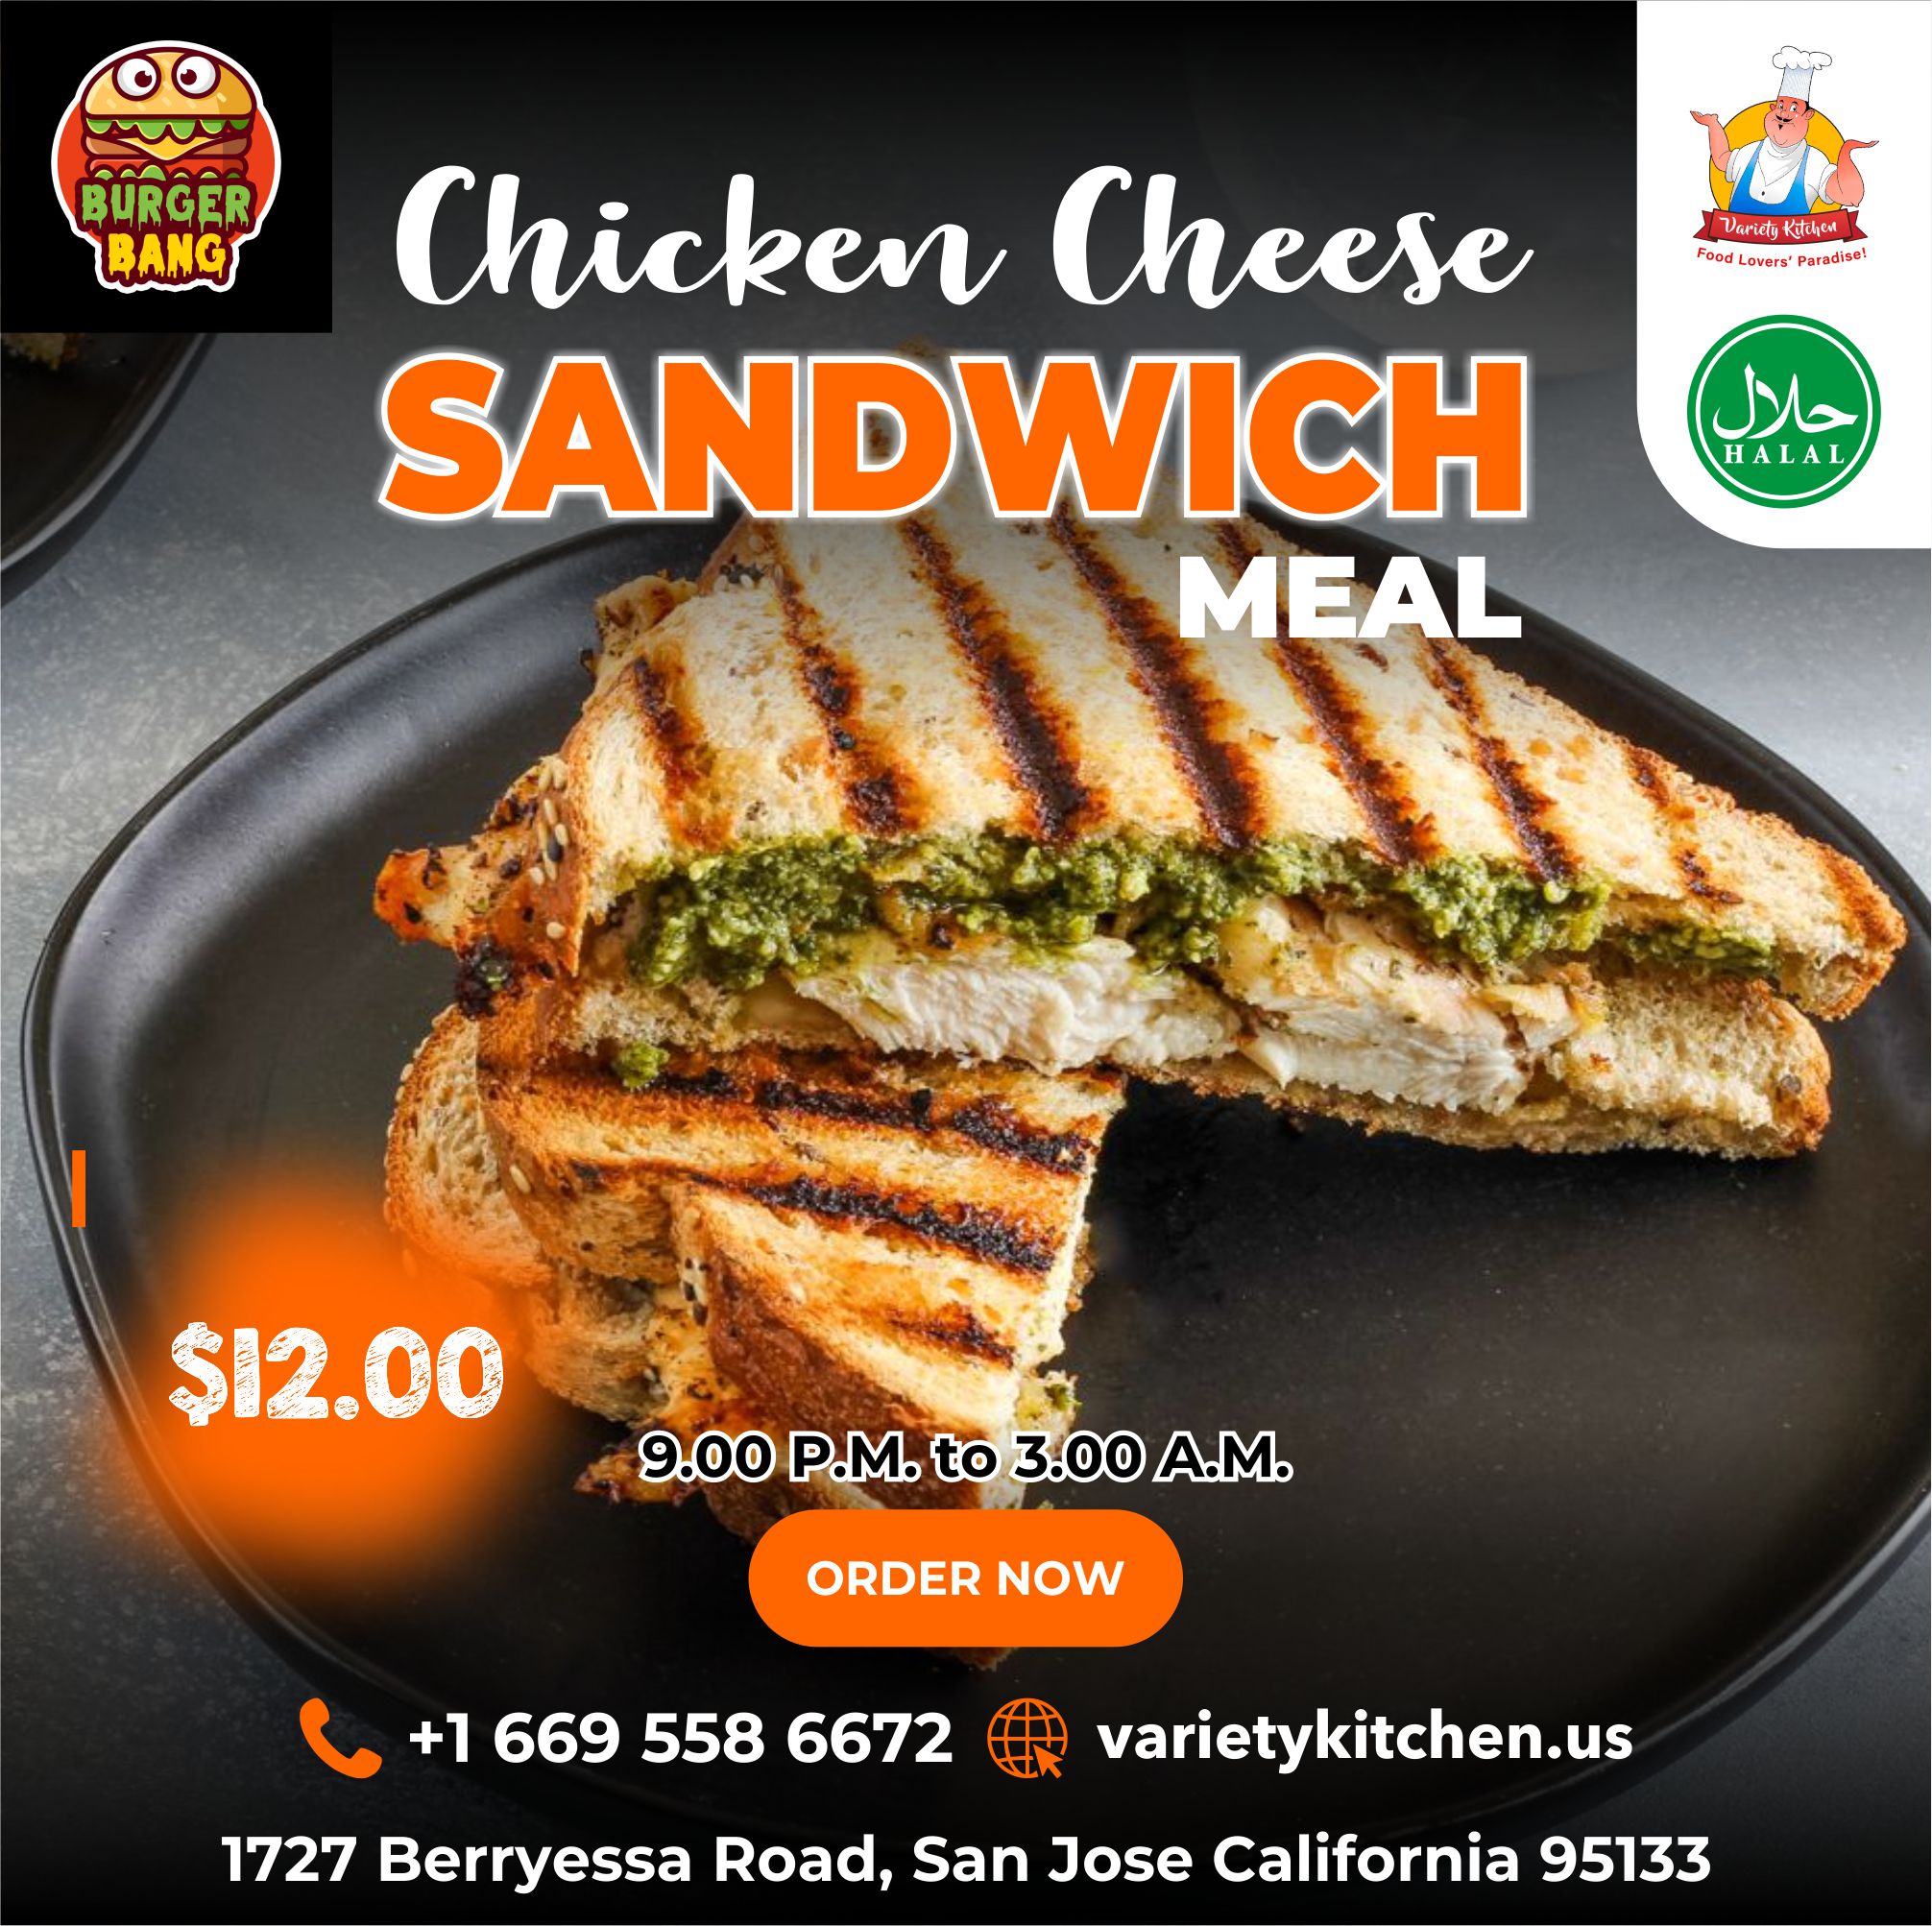 BURGER
BANG
Variety Kitchen
Food Lovers' Paradise!
حلال
HALAL
Chicken Cheese
SANDWICH
MEAL
$12.00
9.00 P.M. to 3.00 A.M.
ORDER NOW
+1 669 558 6672 varietykitchen.us
1727 Berryessa Road, San Jose California 95133